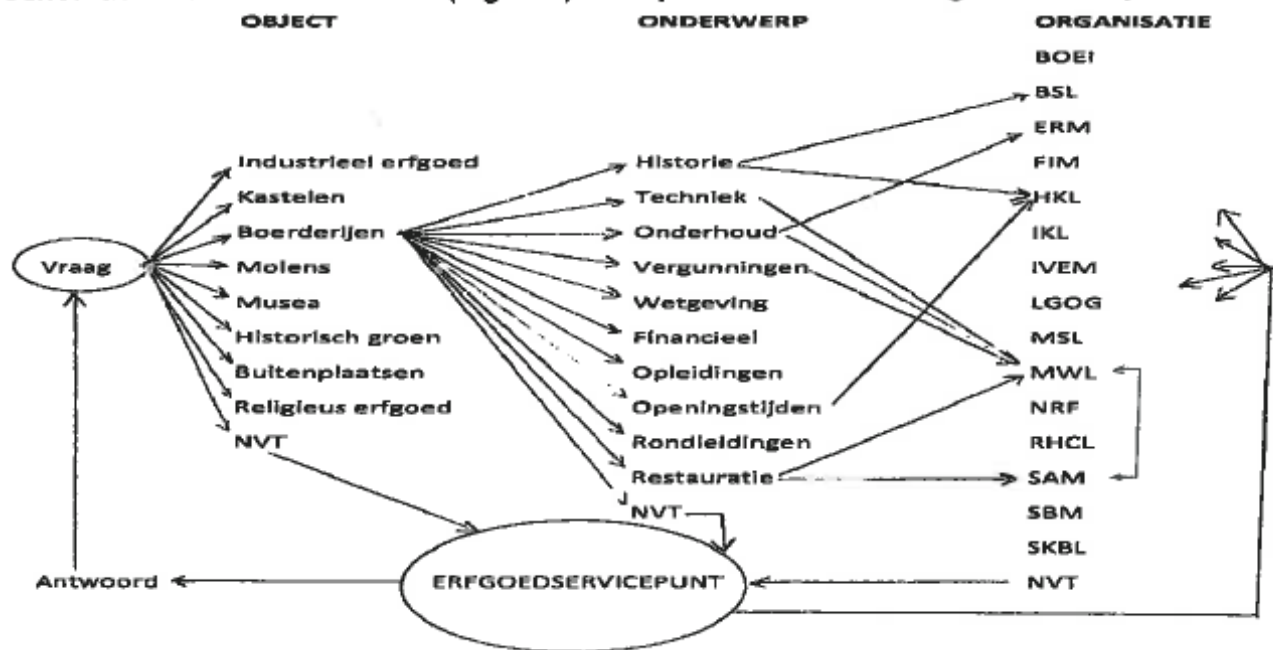 OBJECT ONDERWERP ORGANISATIE
BOEI
BSL
ERM
Industrieel erfgoed Historie FIM
Kastelen Techniek HKL
Boerderijen Onderhoud IKL
Vraag Molens Vergunningen IVEM
Musea Wetgeving LGOG
Historisch groen Financieel MSL
Buitenplaatsen Opleidingen MWL
Religieus erfgoed Openingstijden NRF
NVT Rondleidingen RHCL
Restauratie SAM
NVT SBM
SKBL
Antwoord ERFGOEDSERVICEPUNT NVT